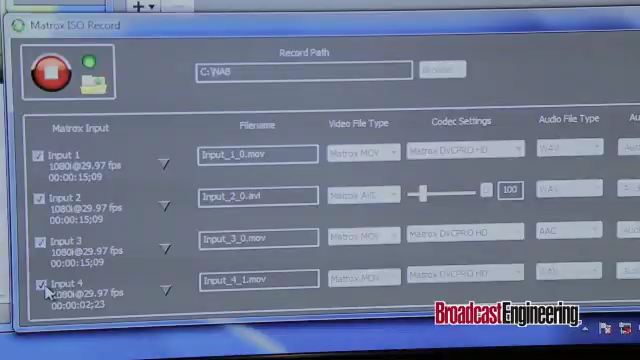 Matrox ISO Record
Record Path
C:\NAB
Browse
Matrox Input
Filename
Video File Type
Codec Settings
Audio File Type
Input 1
1080i@29.97 fps
00:00:15;09
Input_1_0.mov
Matrox MOV
Matrox DVCPRO HD
WAV
Input 2
1080i@29.97 fps
00:00:15;09
Input_2_0.avi
Matrox AVI
100
WAV
Input 3
1080i@29.97 fps
00:00:15;09
Input_3_0.mov
Matrox MOV
Matrox DVCPRO HD
AAC
Input 4
1080i@29.97 fps
00:00:02;23
Input_4_1.mov
Matrox MOV
Matrox DVCPRO HD
WAV
BroadcastEngineering